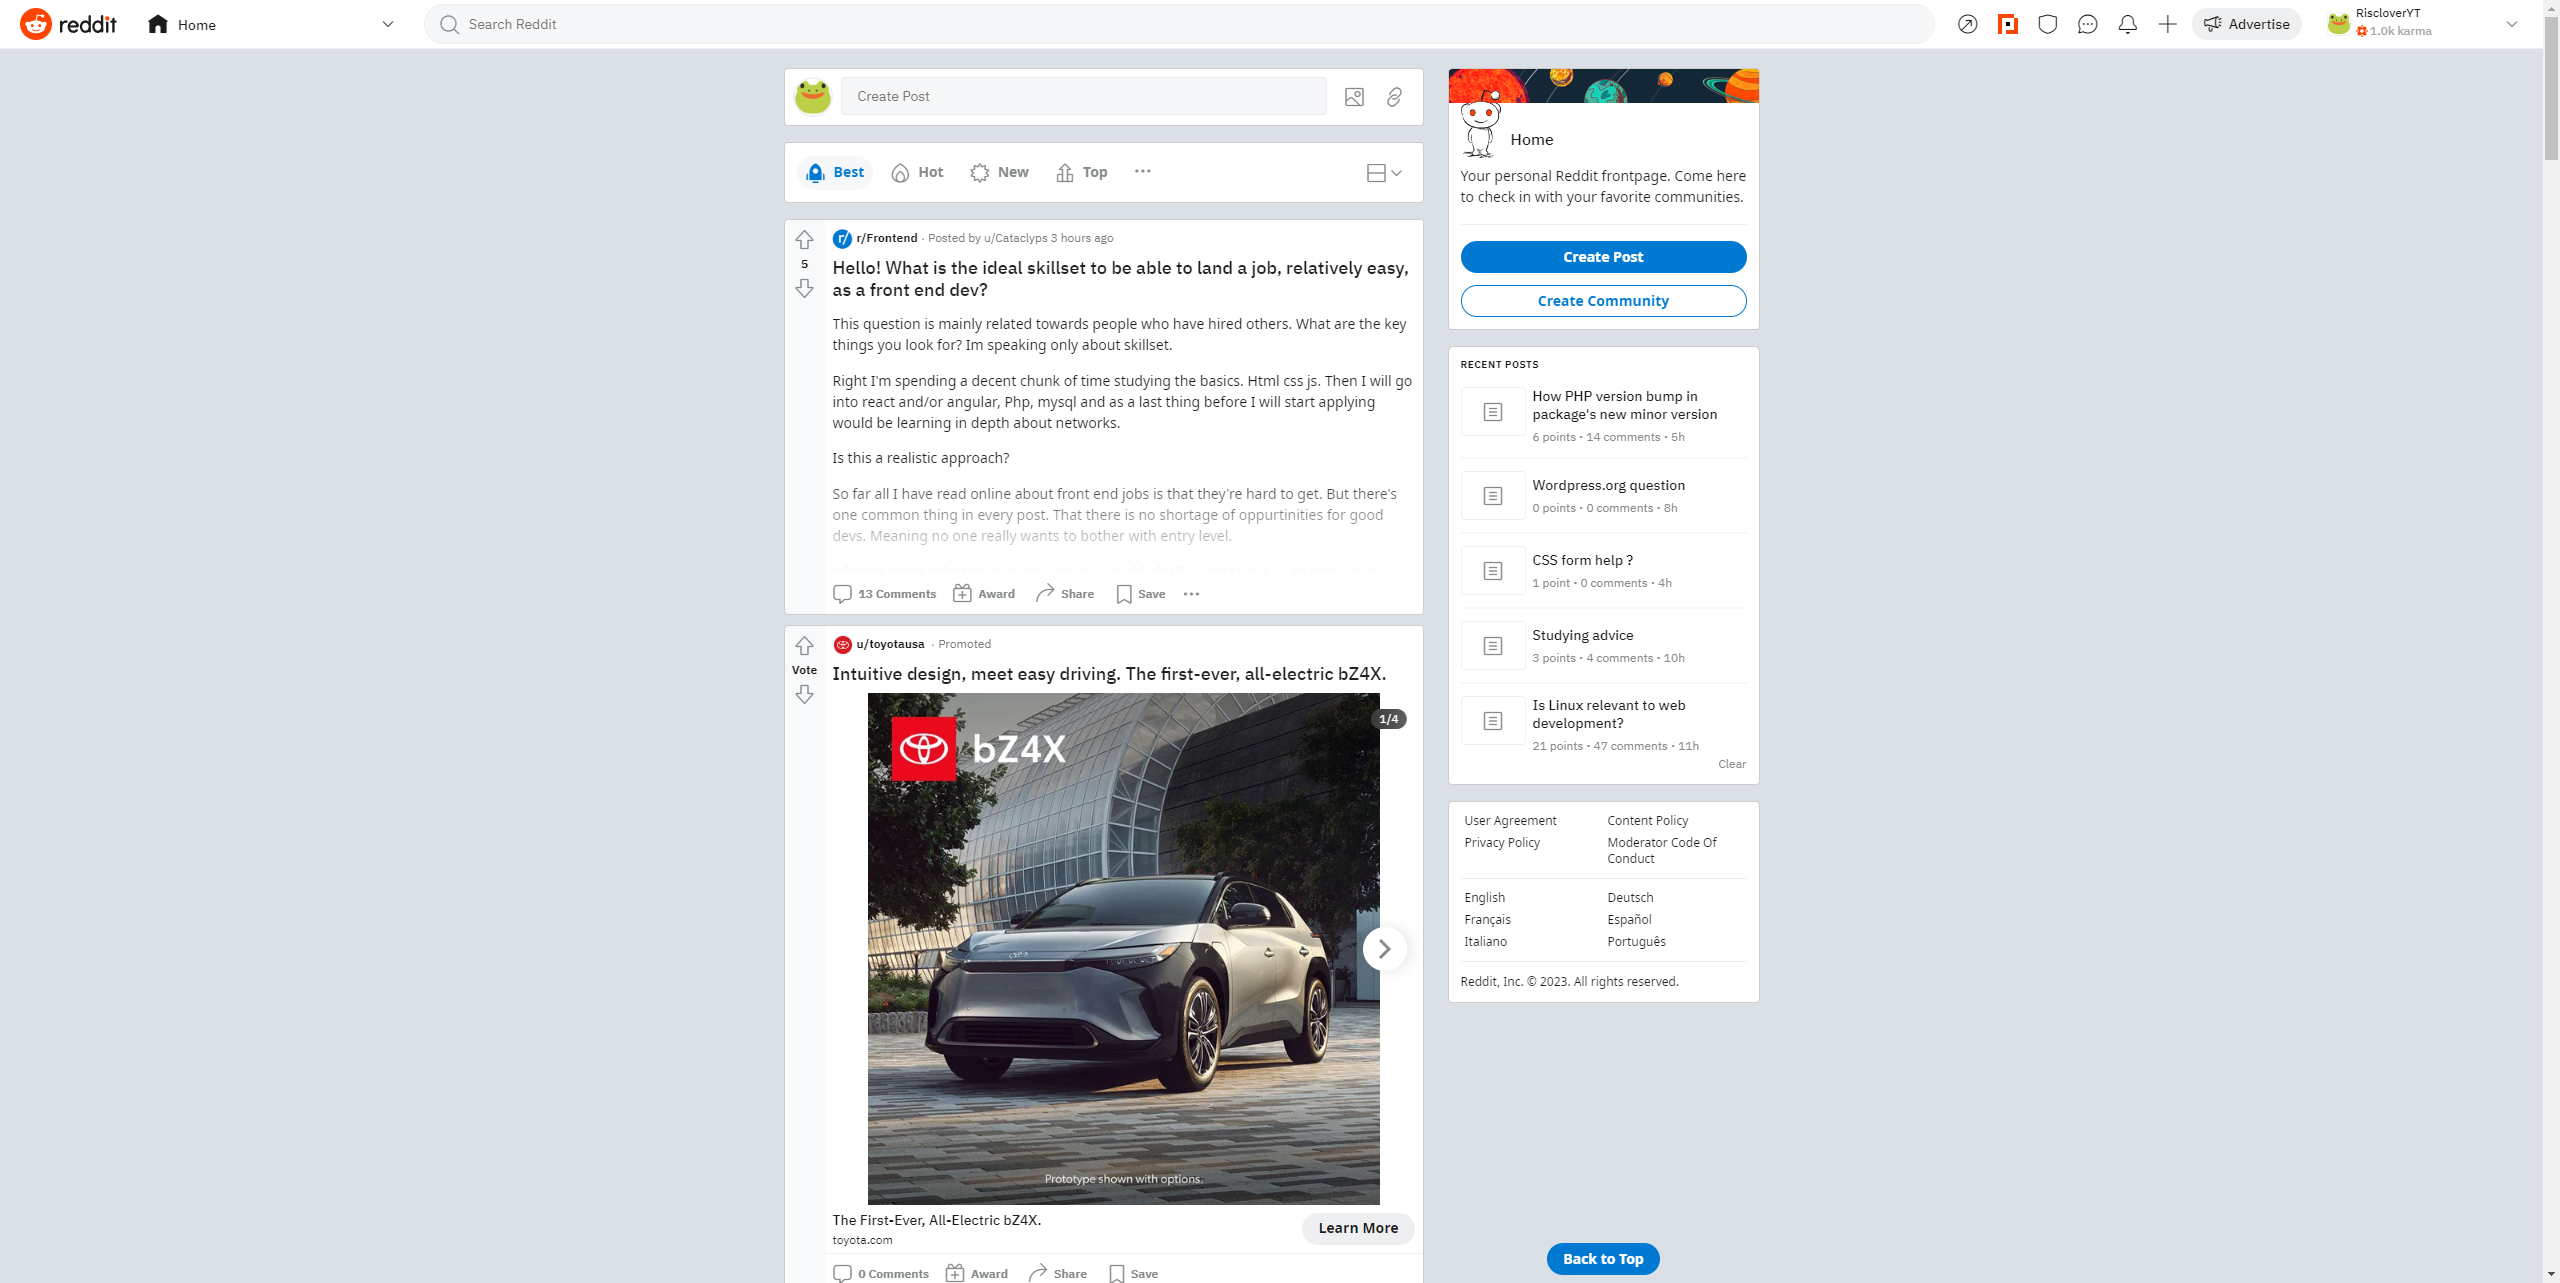 reddit
Home
Search Reddit
Advertise
RiscloverYT
1.0k karma
Create Post
Best
Hot
New
Top
r/Frontend · Posted by u/Cataclyps 3 hours ago
5
Hello! What is the ideal skillset to be able to land a job, relatively easy,
as a front end dev?
This question is mainly related towards people who have hired others. What are the key
things you look for? Im speaking only about skillset.
Right I'm spending a decent chunk of time studying the basics. Html css js. Then I will go
into react and/or angular, Php, mysql and as a last thing before I will start applying
would be learning in depth about networks.
Is this a realistic approach?
So far all I have read online about front end jobs is that they're hard to get. But there's
one common thing in every post. That there is no shortage of oppurtinities for good
devs. Meaning no one really wants to bother with entry level.
13 Comments
Award
Share
Save
u/toyotausa · Promoted
Vote
Intuitive design, meet easy driving. The first-ever, all-electric bZ4X.
1/4
bZ4X
Prototype shown with options.
The First-Ever, All-Electric bZ4X.
toyota.com
Learn More
0 Comments
Award
Share
Save
Home
Your personal Reddit frontpage. Come here
to check in with your favorite communities.
Create Post
Create Community
RECENT POSTS
How PHP version bump in
package's new minor version
6 points • 14 comments • 5h
Wordpress.org question
0 points • 0 comments • 8h
CSS form help ?
1 point • 0 comments • 4h
Studying advice
3 points • 4 comments • 10h
Is Linux relevant to web
development?
21 points • 47 comments • 11h
Clear
User Agreement
Content Policy
Privacy Policy
Moderator Code Of
Conduct
English
Deutsch
Français
Español
Italiano
Português
Reddit, Inc. © 2023. All rights reserved.
Back to Top